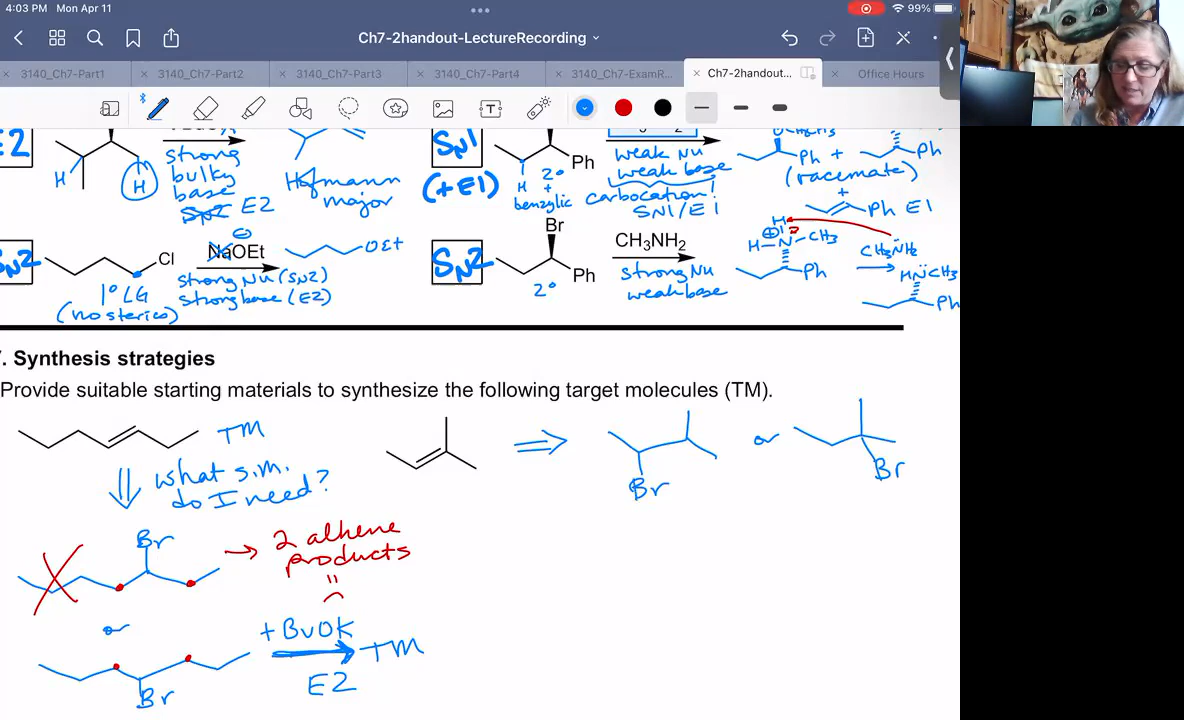 4:03 PM Mon Apr 11
99%
Ch7-2handout-LectureRecording
3140_Ch7-Part1
3140_Ch7-Part2
3140_Ch7-Part3
3140_Ch7-Part4
3140_Ch7-ExamR...
Ch7-2handout...
Office Hours
E2
H
H
strong
bulky
base
SN2 E2
Hofmann
major
SN1
(+E1)
H
2°
+
benzylic
Ph
weak Nu
weak base
carbocation!
SN1/E1
OCH2CH3
Ph + Ph
(racemate)
+
Ph E1
SN2
Cl
1° LG
(no sterics)
NaOEt
⊖
strong Nu (SN2)
strong base (E2)
OEt
SN2
Br
Ph
2°
CH3NH2
strong Nu
weak base
H
H-N-CH3
⊕
Ph
CH3NH2
HNCH3
Ph
. Synthesis strategies
Provide suitable starting materials to synthesize the following target molecules (TM).
TM
what s.m.
do I need?
Br
or
Br
Br
2 alkene
products
or
Br
+BuOK
E2
TM